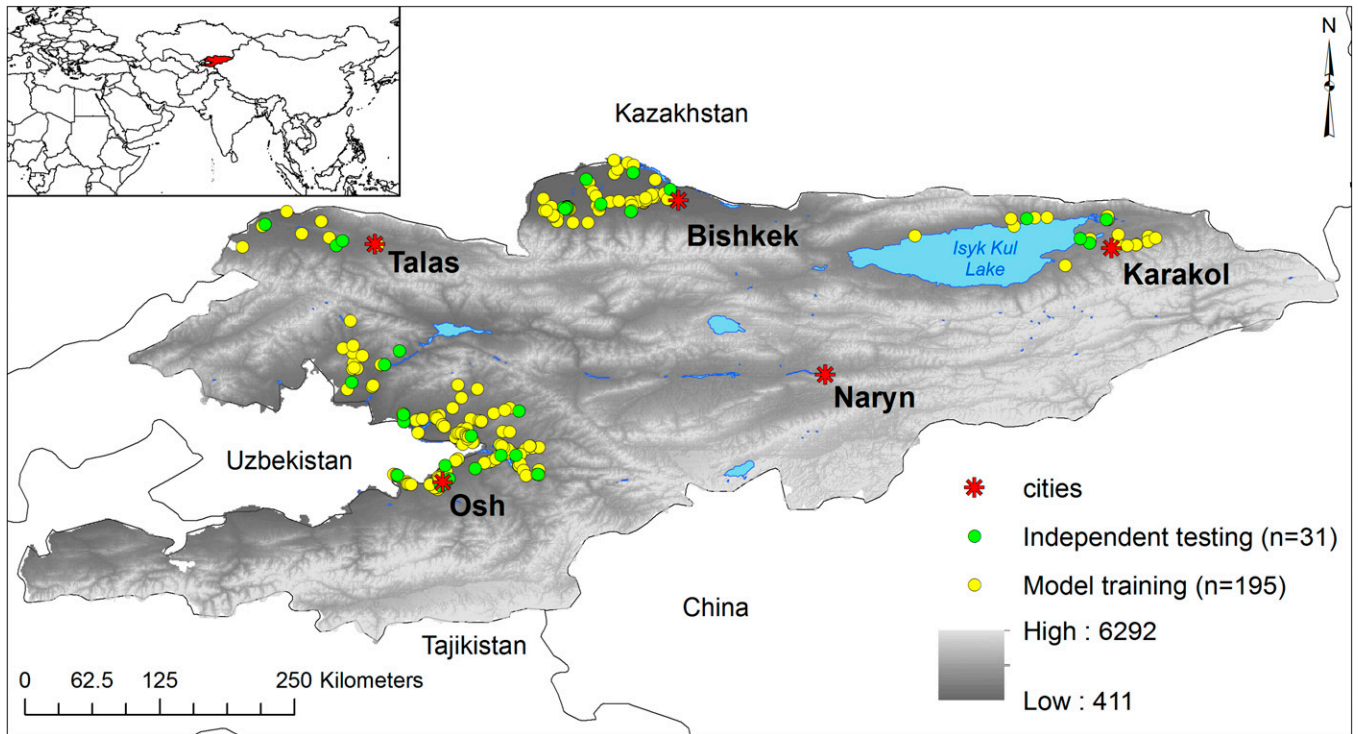 N
Kazakhstan
Bishkek
Talas
Isyk Kul
Lake
Karakol
Naryn
Uzbekistan
Osh
cities
Independent testing (n=31)
Model training (n=195)
China
High : 6292
Tajikistan
0 62.5 125 250 Kilometers
Low : 411